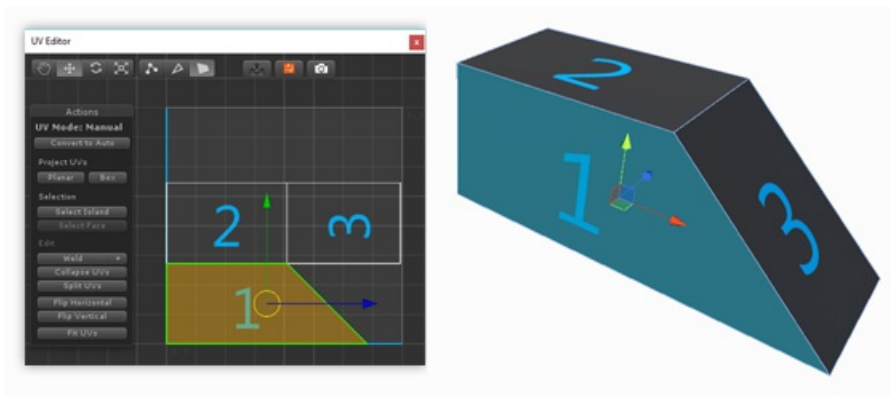 UV Editor
x
Actions
UV Mode: Manual
Convert to Auto
Project UVs
Planar
Box
Selection
Select Island
Select Face
Edit
Weld +
Collapse UVs
Split UVs
Flip Horizontal
Flip Vertical
Fit UVs
2
3
1
2
1
3